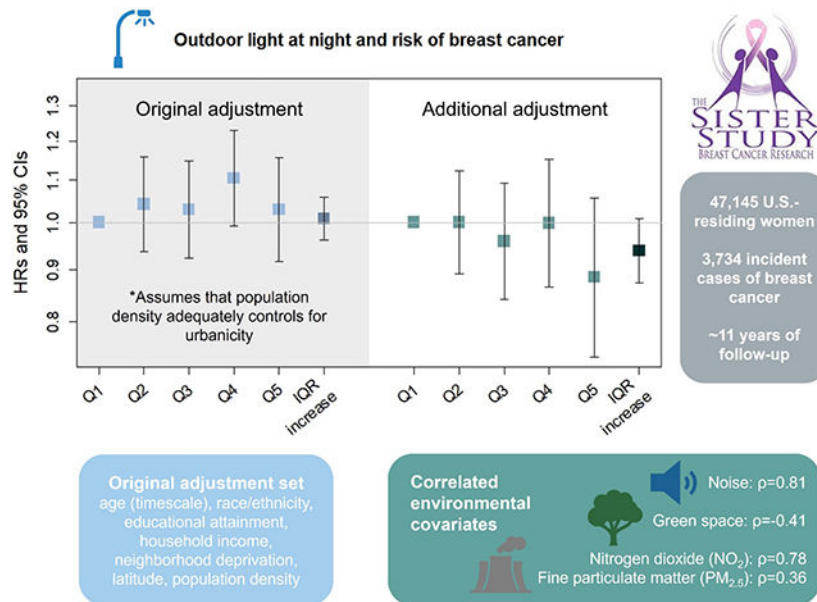 Outdoor light at night and risk of breast cancer
Original adjustment
Additional adjustment
HRs and 95% CIs
1.3
1.2
1.1
1.0
0.9
0.8
*Assumes that population
density adequately controls for
urbanicity
Q1
Q2
Q3
Q4
Q5
IQR
increase
Q1
Q2
Q3
Q4
Q5
IQR
increase
THE
SISTER
STUDY
BREAST CANCER RESEARCH
47,145 U.S.-
residing women
3,734 incident
cases of breast
cancer
~11 years of
follow-up
Original adjustment set
age (timescale), race/ethnicity,
educational attainment,
household income,
neighborhood deprivation,
latitude, population density
Correlated
environmental
covariates
Noise: ρ=0.81
Green space: ρ=-0.41
Nitrogen dioxide (NO₂): ρ=0.78
Fine particulate matter (PM₂.₅): ρ=0.36